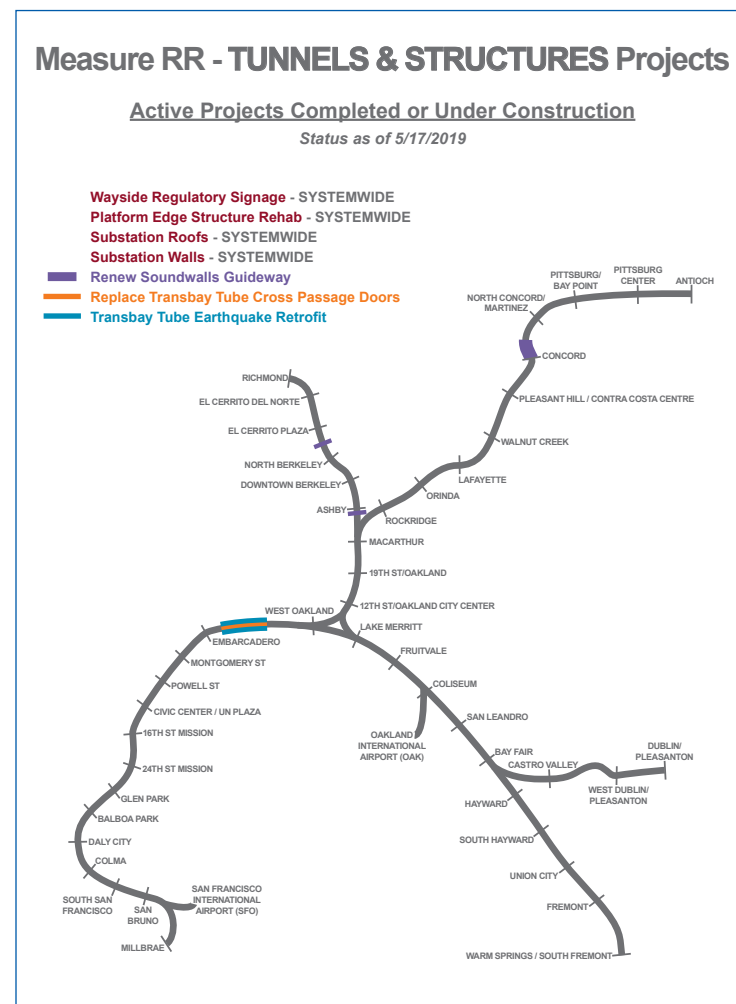 Measure RR - TUNNELS & STRUCTURES Projects
Active Projects Completed or Under Construction
Status as of 5/17/2019
Wayside Regulatory Signage - SYSTEMWIDE
Platform Edge Structure Rehab - SYSTEMWIDE
Substation Roofs - SYSTEMWIDE
Substation Walls - SYSTEMWIDE
Renew Soundwalls Guideway
Replace Transbay Tube Cross Passage Doors
Transbay Tube Earthquake Retrofit
PITTSBURG/
BAY POINT
PITTSBURG
CENTER
ANTIOCH
NORTH CONCORD/
MARTINEZ
CONCORD
PLEASANT HILL / CONTRA COSTA CENTRE
WALNUT CREEK
LAFAYETTE
ORINDA
ROCKRIDGE
RICHMOND
EL CERRITO DEL NORTE
EL CERRITO PLAZA
NORTH BERKELEY
DOWNTOWN BERKELEY
ASHBY
MACARTHUR
19TH ST/OAKLAND
12TH ST/OAKLAND CITY CENTER
WEST OAKLAND
LAKE MERRITT
EMBARCADERO
MONTGOMERY ST
POWELL ST
CIVIC CENTER / UN PLAZA
16TH ST MISSION
24TH ST MISSION
GLEN PARK
BALBOA PARK
DALY CITY
COLMA
SOUTH SAN
FRANCISCO
SAN
BRUNO
SAN FRANCISCO
INTERNATIONAL
AIRPORT (SFO)
MILLBRAE
FRUITVALE
COLISEUM
OAKLAND
INTERNATIONAL
AIRPORT (OAK)
SAN LEANDRO
BAY FAIR
CASTRO VALLEY
WEST DUBLIN/
PLEASANTON
DUBLIN/
PLEASANTON
HAYWARD
SOUTH HAYWARD
UNION CITY
FREMONT
WARM SPRINGS / SOUTH FREMONT